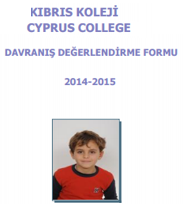 KIBRIS KOLEJİ
CYPRUS COLLEGE
DAVRANIŞ DEĞERLENDİRME FORMU
2014-2015